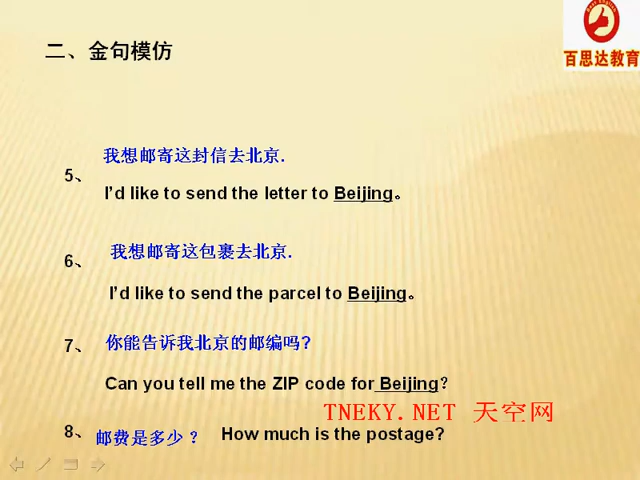 二、金句模仿
百思达教育
5、
我想邮寄这封信去北京.
I’d like to send the letter to Beijing。
6、
我想邮寄这包裹去北京.
I’d like to send the parcel to Beijing。
7、
你能告诉我北京的邮编吗?
Can you tell me the ZIP code for Beijing?
TNEKY.NET 天空网
8、
邮费是多少 ? How much is the postage?